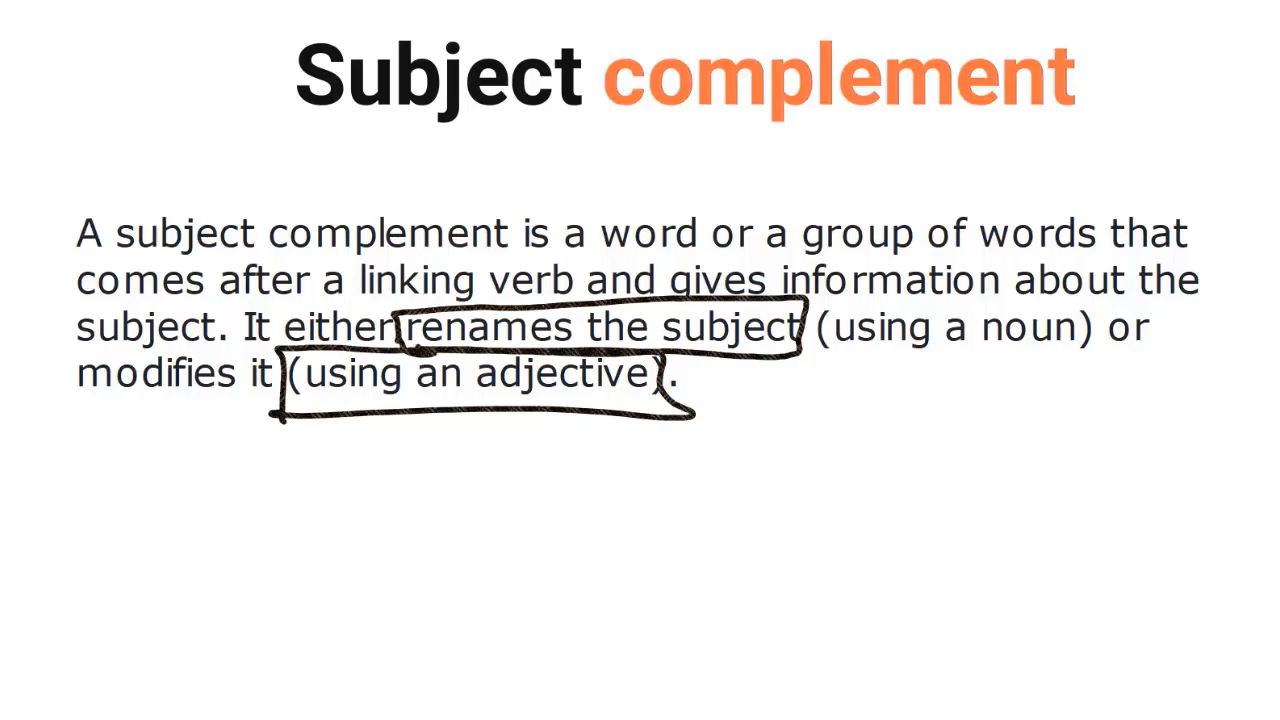 Subject complement
A subject complement is a word or a group of words that
comes after a linking verb and gives information about the
subject. It either renames the subject (using a noun) or
modifies it (using an adjective).